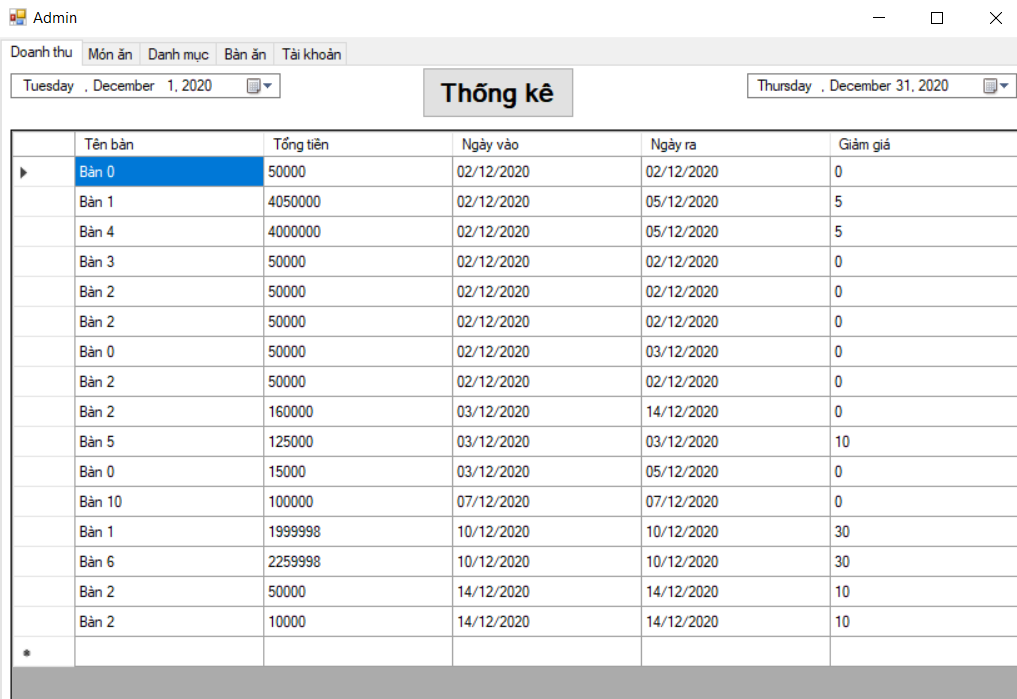 Admin
Doanh thu Món ăn Danh mục Bàn ăn Tài khoản
Tuesday , December 1, 2020 Thống kê Thursday , December 31, 2020
Tên bàn Tổng tiền Ngày vào Ngày ra Giảm giá
Bàn 0 50000 02/12/2020 02/12/2020 0
Bàn 1 4050000 02/12/2020 05/12/2020 5
Bàn 4 4000000 02/12/2020 05/12/2020 5
Bàn 3 50000 02/12/2020 02/12/2020 0
Bàn 2 50000 02/12/2020 02/12/2020 0
Bàn 2 50000 02/12/2020 02/12/2020 0
Bàn 0 50000 02/12/2020 03/12/2020 0
Bàn 2 50000 02/12/2020 02/12/2020 0
Bàn 2 160000 03/12/2020 14/12/2020 0
Bàn 5 125000 03/12/2020 03/12/2020 10
Bàn 0 15000 03/12/2020 05/12/2020 0
Bàn 10 100000 07/12/2020 07/12/2020 0
Bàn 1 1999998 10/12/2020 10/12/2020 30
Bàn 6 2259998 10/12/2020 10/12/2020 30
Bàn 2 50000 14/12/2020 14/12/2020 10
Bàn 2 10000 14/12/2020 14/12/2020 10